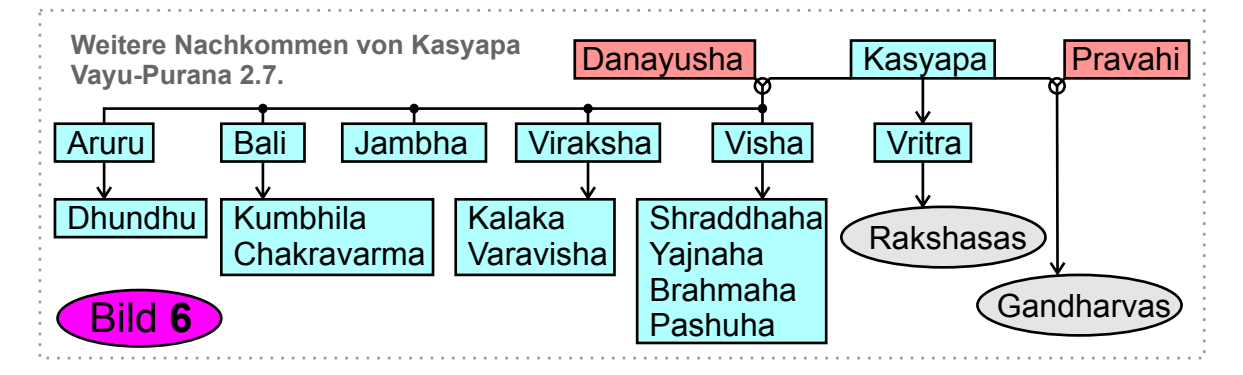 Weitere Nachkommen von Kasyapa
Vayu-Purana 2.7.
Danayusha
Kasyapa
Pravahi
Aruru
Bali
Jambha
Viraksha
Visha
Vritra
Dhundhu
Kumbhila
Chakravarma
Kalaka
Varavisha
Shraddhaha
Yajnaha
Brahmaha
Pashuha
Rakshasas
Gandharvas
Bild 6